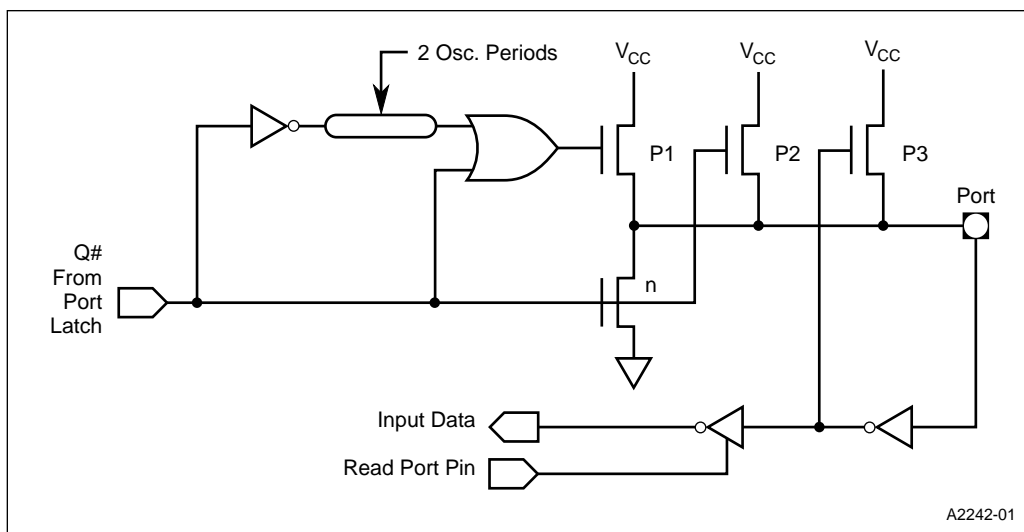 2 Osc. Periods
VCC
VCC
VCC
P1
P2
P3
Port
Q#
From
Port
Latch
n
Input Data
Read Port Pin
A2242-01